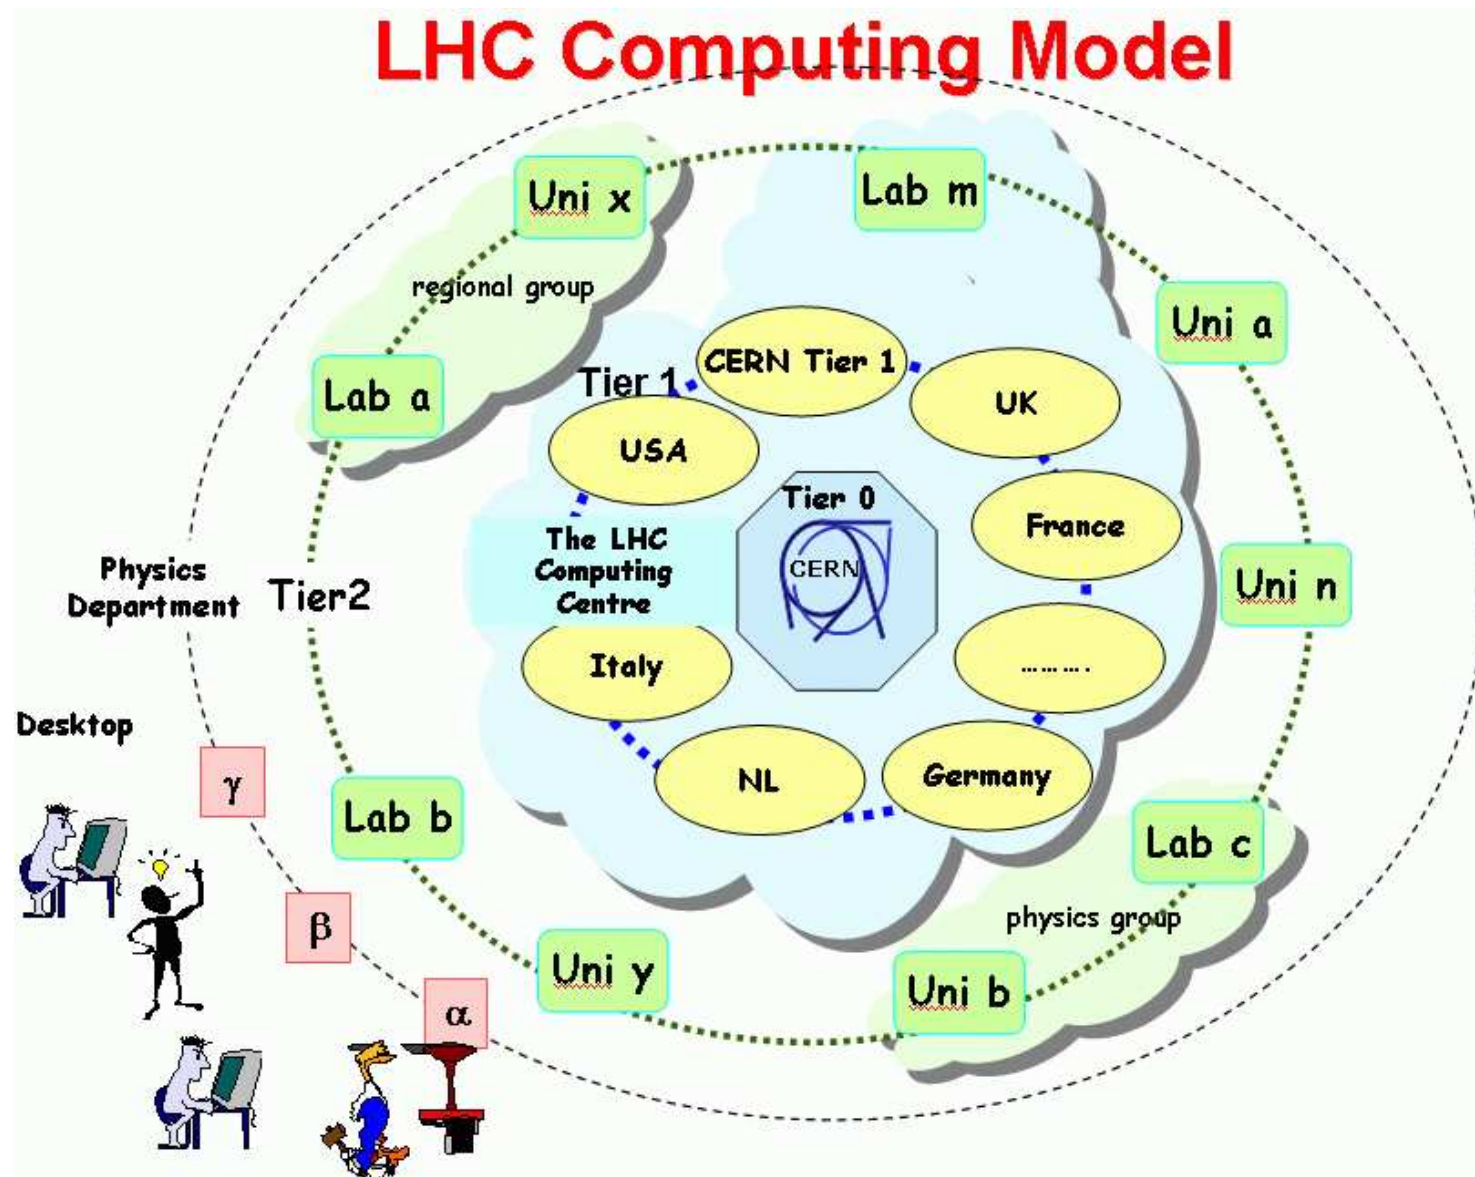 LHC Computing Model
Uni x
Lab m
regional group
Uni a
CERN Tier 1
Tier 1
Lab a
UK
USA
Tier 0
France
The LHC
Computing
Centre
CERN
Physics
Department
Tier2
Uni n
Italy
……….
Desktop
γ
NL
Germany
Lab b
Lab c
β
physics group
Uni y
Uni b
α